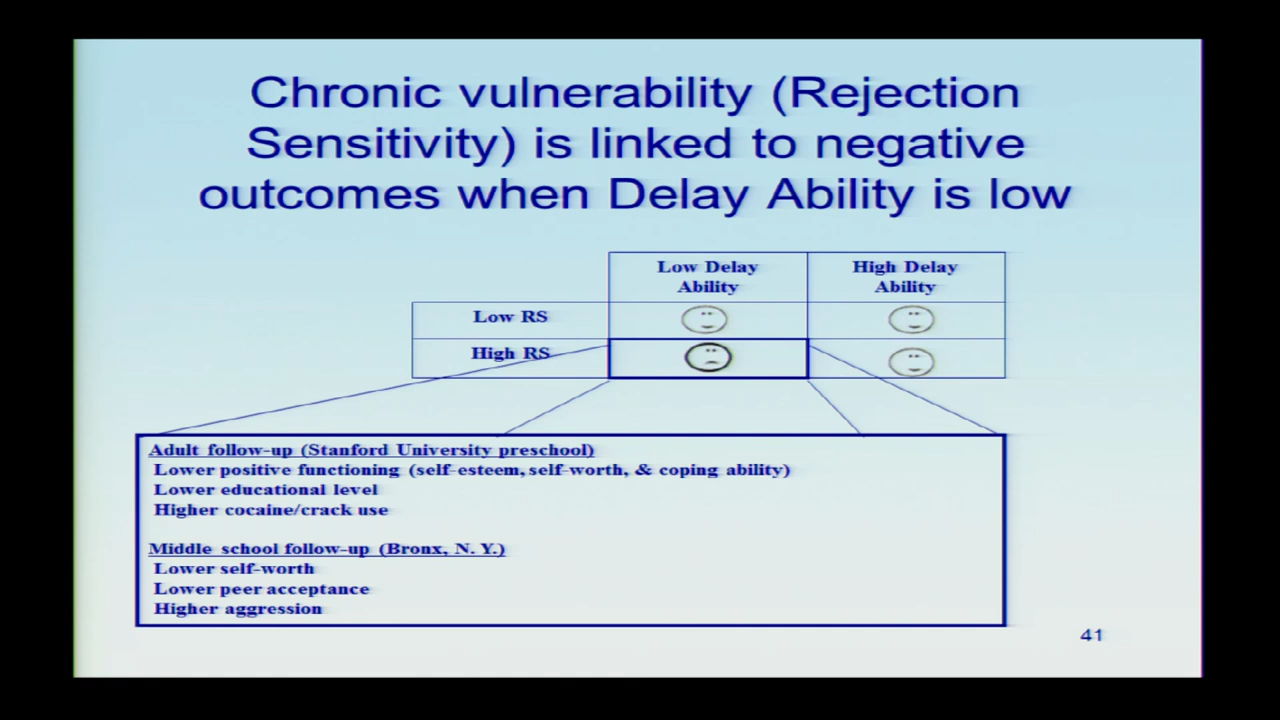 Chronic vulnerability (Rejection
Sensitivity) is linked to negative
outcomes when Delay Ability is low
Low Delay
Ability
High Delay
Ability
Low RS
High RS
Adult follow-up (Stanford University preschool)
Lower positive functioning (self-esteem, self-worth, & coping ability)
Lower educational level
Higher cocaine/crack use
Middle school follow-up (Bronx, N. Y.)
Lower self-worth
Lower peer acceptance
Higher aggression
41